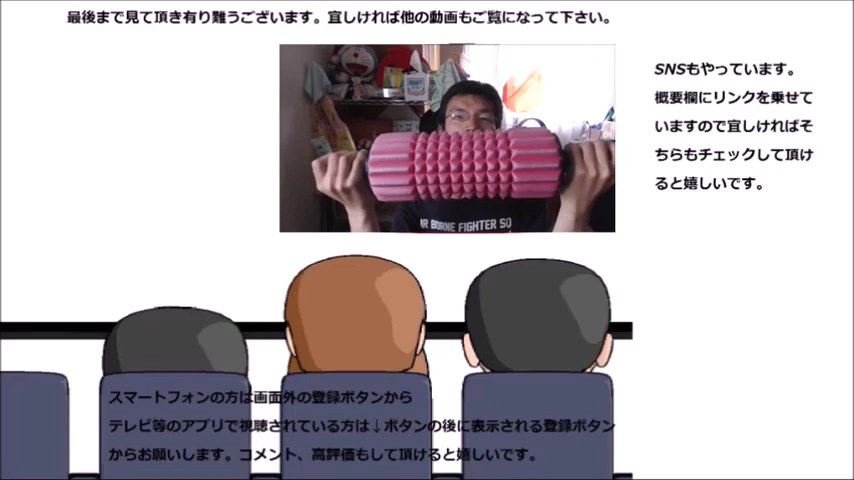 最後まで見て頂き有り難うございます。宜しければ他の動画もご覧になって下さい。
SNSもやっています。
概要欄にリンクを乗せて
いますので宜しければそ
ちらもチェックして頂け
ると嬉しいです。
IR BORNE FIGHTER SQ
スマートフォンの方は画面外の登録ボタンから
テレビ等のアプリで視聴されている方は↓ボタンの後に表示される登録ボタン
からお願いします。コメント、高評価もして頂けると嬉しいです。